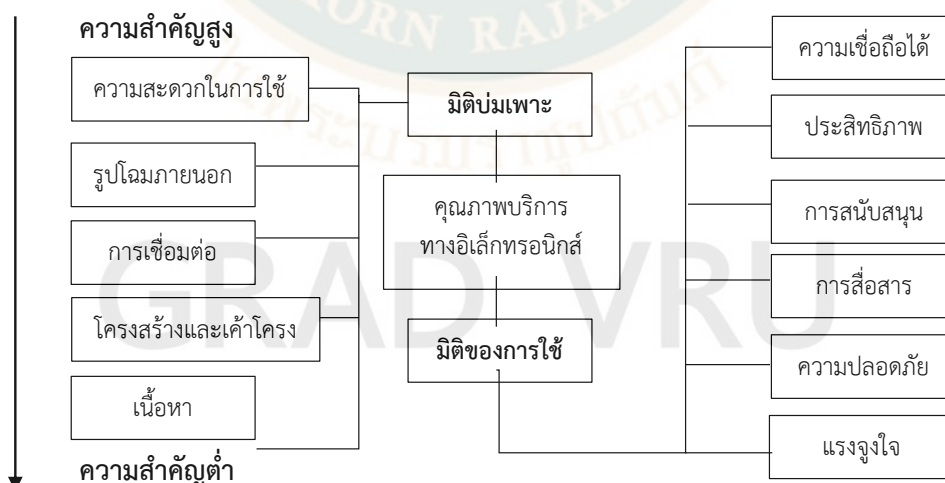 ความสำคัญสูง
ความสะดวกในการใช้
รูปโฉมภายนอก
การเชื่อมต่อ
โครงสร้างและเค้าโครง
เนื้อหา
ความสำคัญต่ำ
มิติบ่มเพาะ
คุณภาพบริการ
ทางอิเล็กทรอนิกส์
มิติของการใช้
ความเชื่อถือได้
ประสิทธิภาพ
การสนับสนุน
การสื่อสาร
ความปลอดภัย
แรงจูงใจ
GRAD VRU